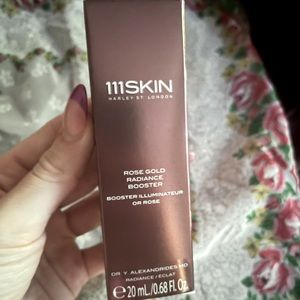 111SKIN
HARLEY ST. LONDON
ROSE GOLD
RADIANCE
BOOSTER
BOOSTER ILLUMINATEUR
OR ROSE
DR Y. ALEXANDRIDES MD
RADIANCE / ÉCLAT
℮ 20 mL./0.68 Fl. Oz.